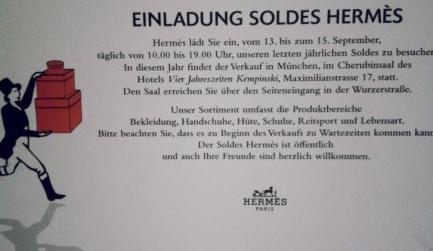 EINLADUNG SOLDES HERMÈS
Hermès lädt Sie ein, vom 13. bis zum 15. September,
täglich von 10.00 bis 19.00 Uhr, unseren letzten jährlichen Soldes zu besuchen
In diesem Jahr findet der Verkauf in München, im Cherubinsaal des
Hotels Vier Jahreszeiten Kempinski, Maximilianstrasse 17, statt.
Den Saal erreichen Sie über den Seiteneingang in der Wurzerstraße.
Unser Sortiment umfasst die Produktbereiche
Bekleidung, Handschuhe, Hüte, Schuhe, Reitsport und Lebensart.
Bitte beachten Sie, dass es zu Beginn des Verkaufs zu Wartezeiten kommen kann
Der Soldes Hermès ist öffentlich
und auch Ihre Freunde sind herzlich willkommen.
HERMÈS
PARIS